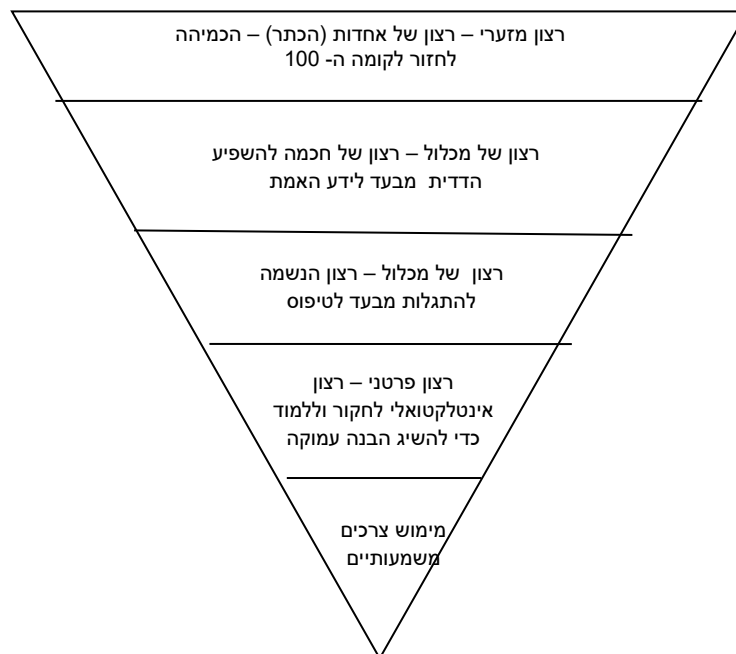 רצון מזערי – רצון של אחדות (הכתר) – הכמיהה
לחזור לקומה ה- 100
רצון של מכלול – רצון של חכמה להשפיע
הדדית מבעד לידע האמת
רצון של מכלול – רצון הנשמה
להתגלות מבעד לטיפוס
רצון פרטני – רצון
אינטלקטואלי לחקור וללמוד
כדי להשיג הבנה עמוקה
מימוש צרכים
משמעותיים